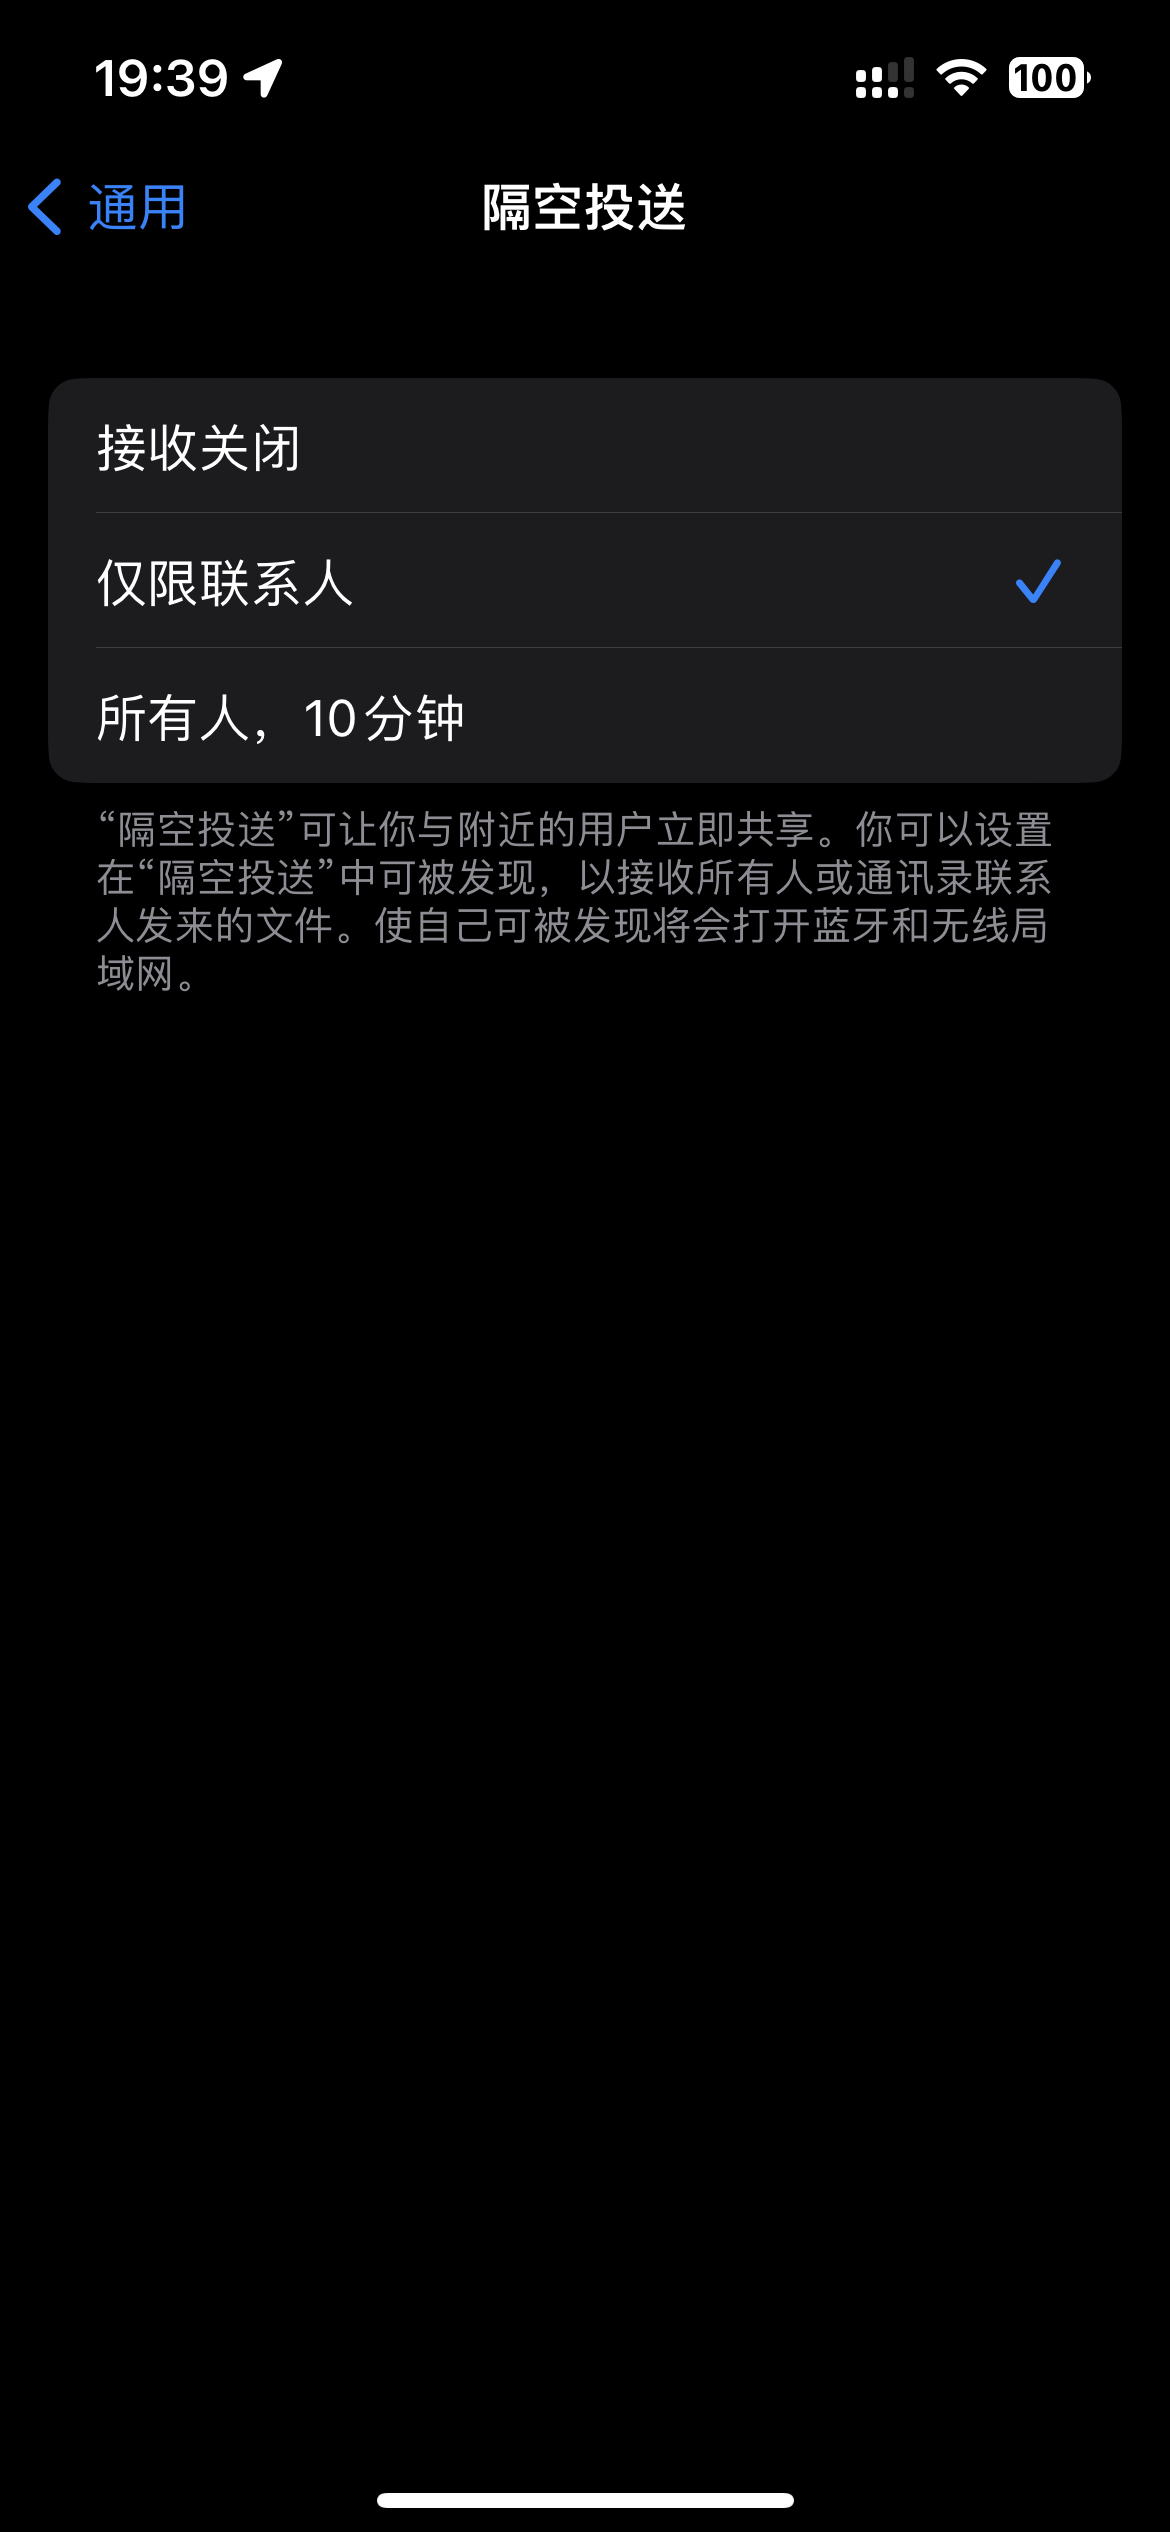 19:39
100
通用
隔空投送
接收关闭
仅限联系人
所有人，10 分钟
“隔空投送”可让你与附近的用户立即共享。你可以设置
在“隔空投送”中可被发现，以接收所有人或通讯录联系
人发来的文件。使自己可被发现将会打开蓝牙和无线局
域网。